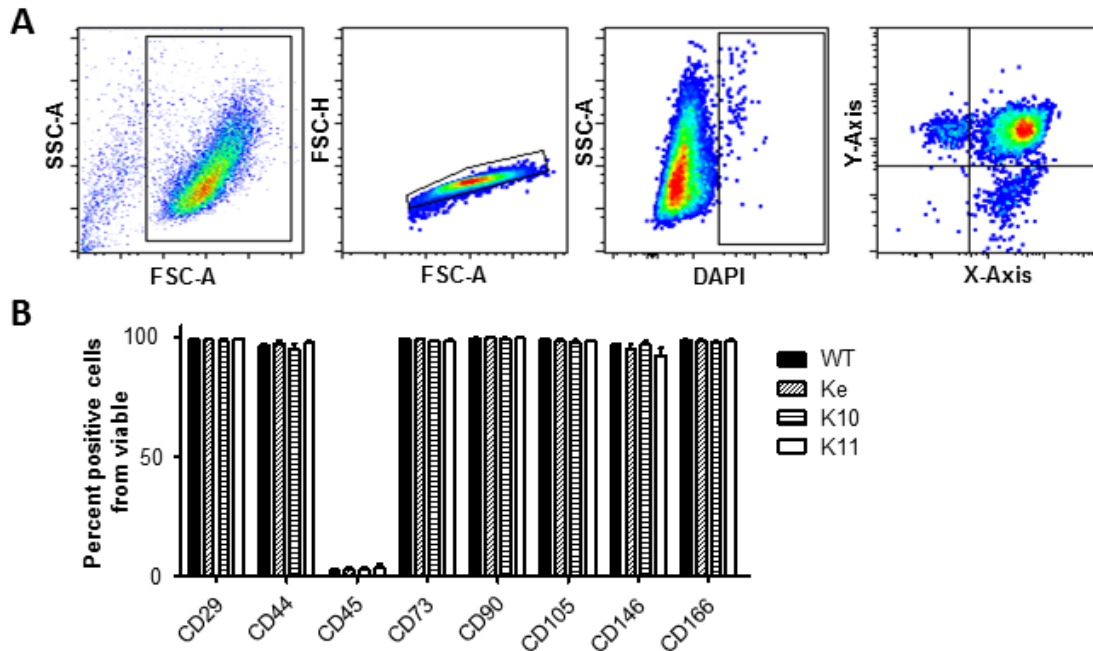 A
SSC-A
FSC-A
FSC-H
FSC-A
SSC-A
DAPI
Y-Axis
X-Axis
B
Percent positive cells
from viable
100
50
0
CD29
CD44
CD45
CD73
CD90
CD105
CD146
CD166
WT
Ke
K10
K11